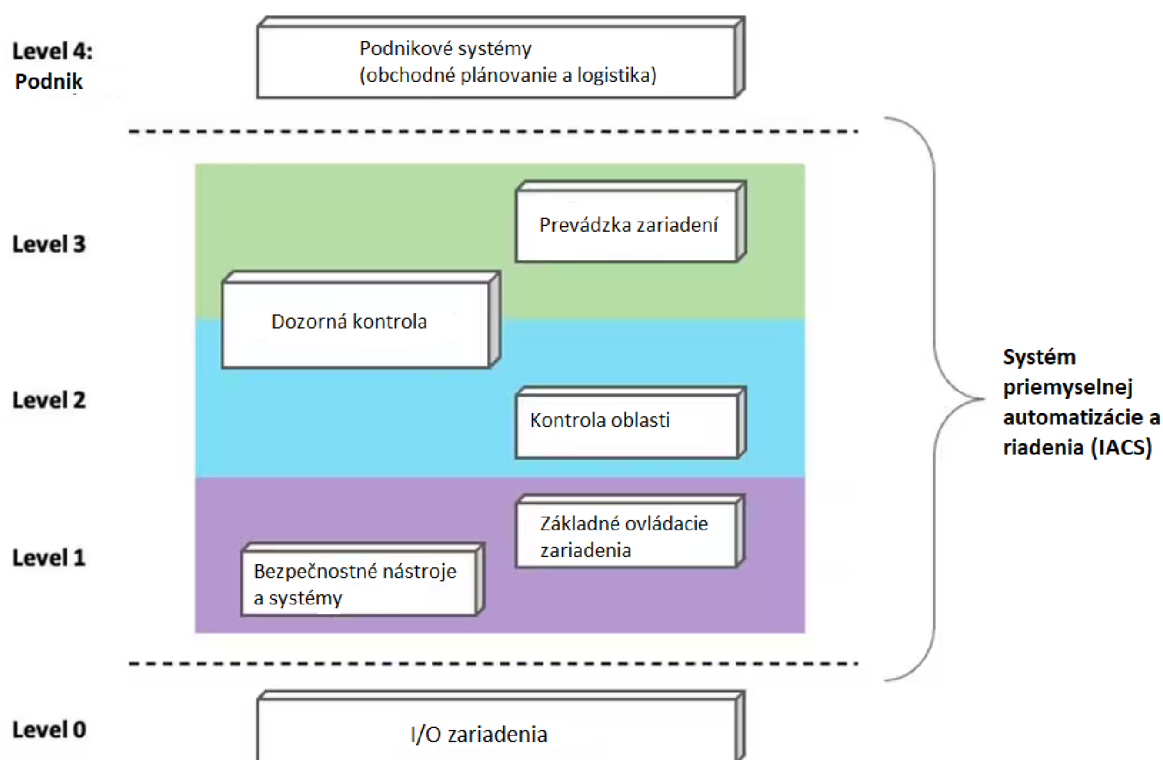 Level 4:
Podnik
Podnikové systémy
(obchodné plánovanie a logistika)
Level 3
Prevádzka zariadení
Dozorná kontrola
Level 2
Kontrola oblasti
Level 1
Základné ovládacie
zariadenia
Bezpečnostné nástroje
a systémy
Level 0
I/O zariadenia
Systém
priemyselnej
automatizácie a
riadenia (IACS)